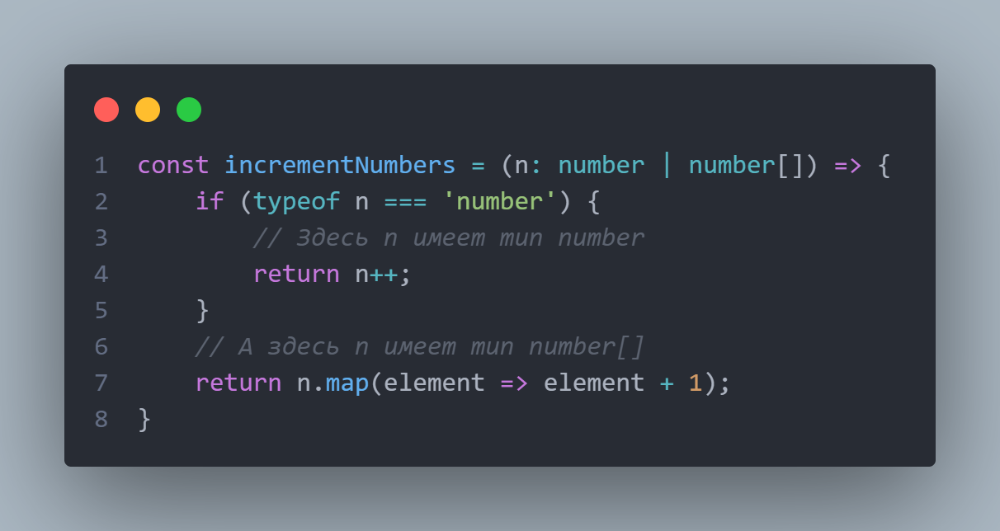 1 const incrementNumbers = (n: number | number[]) => {
2 if (typeof n === 'number') {
3 // Здесь n имеет тип number
4 return n++;
5 }
6 // А здесь n имеет тип number[]
7 return n.map(element => element + 1);
8 }